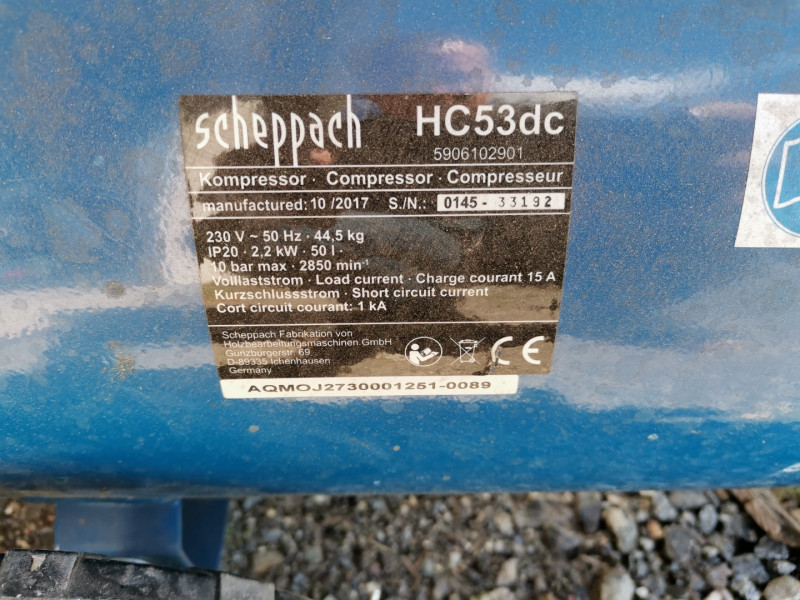 scheppach HC53dc
5906102901
Kompressor · Compressor · Compresseur
manufactured: 10 /2017 S./N.: 0145 - 33192
230 V ~ 50 Hz · 44,5 kg
IP20 · 2,2 kW · 50 l ·
10 bar max · 2850 min⁻¹
Volllaststrom · Load current · Charge courant 15 A
Kurzschlussstrom · Short circuit current
Cort circuit courant: 1 kA
Scheppach Fabrikation von
Holzbearbeitungsmaschinen GmbH
Günzburgerstr. 69
D-89335 Ichenhausen
Germany
CE
AQMOJ2730001251-0089